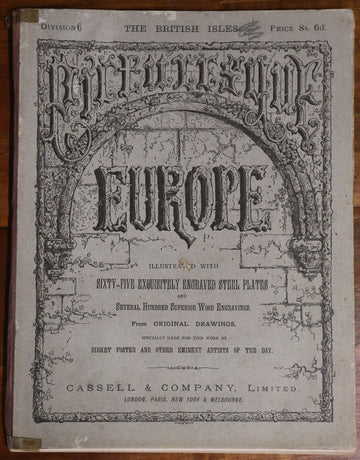 DIVISION 6 THE BRITISH ISLES PRICE 8s. 6d.
PICTURESQUE
EUROPE
ILLUSTRATED WITH
SIXTY-FIVE EXQUISITELY ENGRAVED STEEL PLATES
AND
SEVERAL HUNDRED SUPERIOR WOOD ENGRAVINGS,
From ORIGINAL DRAWINGS,
SPECIALLY MADE FOR THIS WORK BY
BIRKET FOSTER AND OTHER EMINENT ARTISTS OF THE DAY.
CASSELL & COMPANY, LIMITED:
LONDON, PARIS, NEW YORK & MELBOURNE.